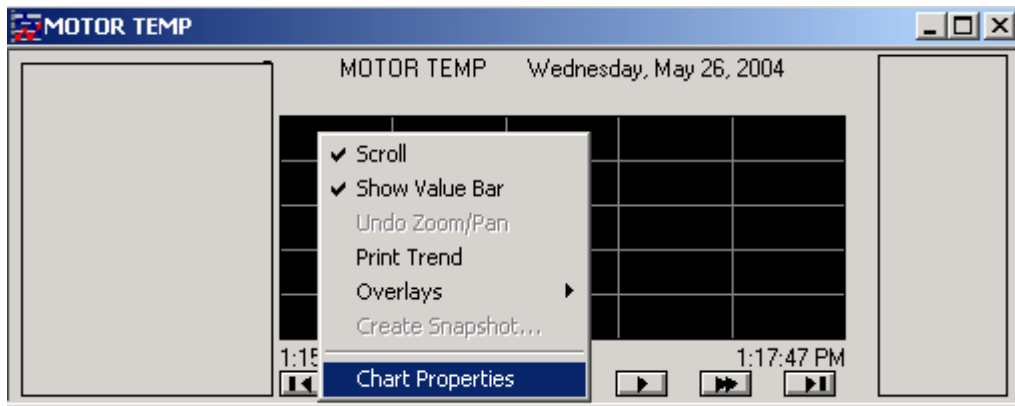 MOTOR TEMP
MOTOR TEMP Wednesday, May 26, 2004
Scroll
Show Value Bar
Undo Zoom/Pan
Print Trend
Overlays
Create Snapshot...
1:15 1:17:47 PM
Chart Properties